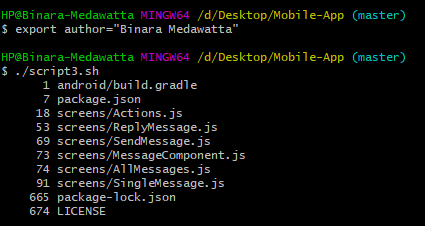 HP@Binara-Medawatta MINGW64 /d/Desktop/Mobile-App (master)
$ export author="Binara Medawatta"
HP@Binara-Medawatta MINGW64 /d/Desktop/Mobile-App (master)
$ ./script3.sh
1 android/build.gradle
7 package.json
18 screens/Actions.js
53 screens/ReplyMessage.js
69 screens/SendMessage.js
73 screens/MessageComponent.js
74 screens/AllMessages.js
91 screens/SingleMessage.js
665 package-lock.json
674 LICENSE